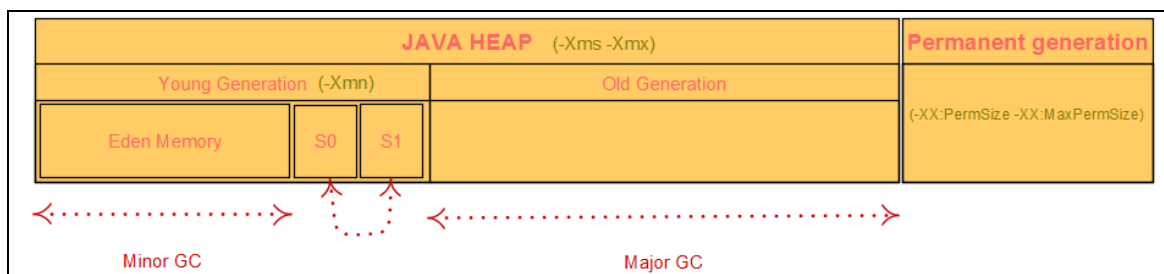 JAVA HEAP (-Xms -Xmx)
Permanent generation
Young Generation (-Xmn)
Old Generation
(-XX:PermSize -XX:MaxPermSize)
Eden Memory
S0
S1
Minor GC
Major GC